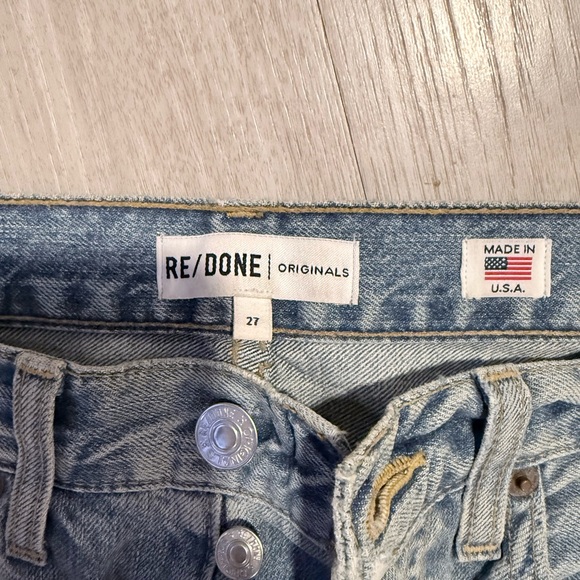 RE/DONE | ORIGINALS
MADE IN
U.S.A.
27